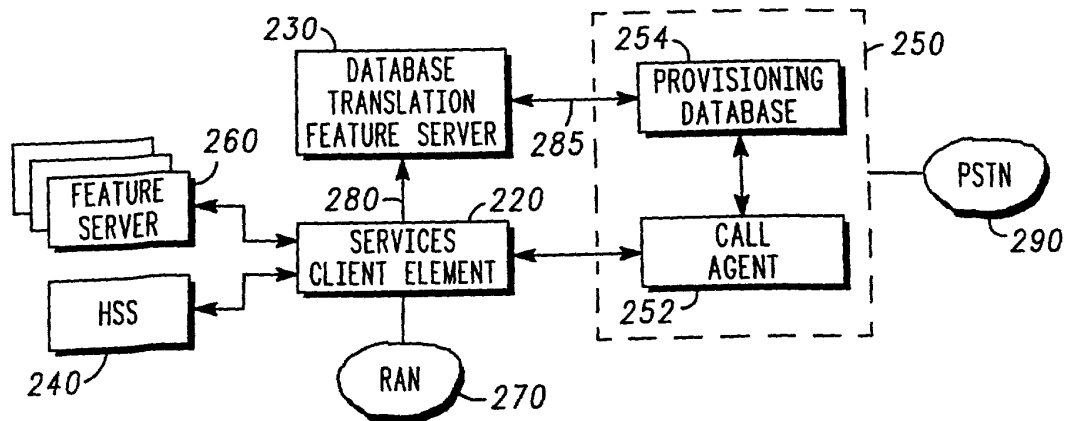 230
DATABASE
TRANSLATION
FEATURE SERVER
254
PROVISIONING
DATABASE
250
285
260
FEATURE
SERVER
280
220
SERVICES
CLIENT ELEMENT
CALL
AGENT
252
PSTN
290
HSS
240
RAN
270